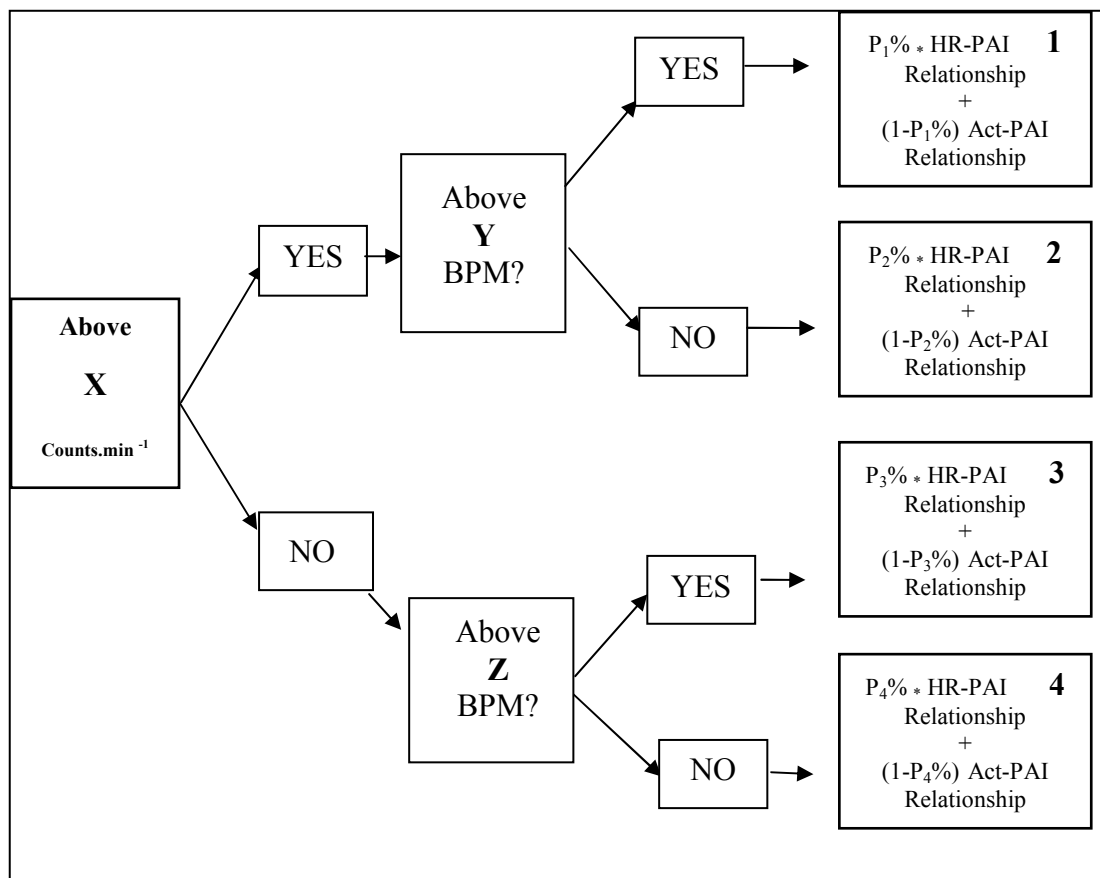 Above
X
Counts.min -1
YES
Above
Y
BPM?
YES
P1% * HR-PAI 1
Relationship
+
(1-P1%) Act-PAI
Relationship
NO
P2% * HR-PAI 2
Relationship
+
(1-P2%) Act-PAI
Relationship
NO
Above
Z
BPM?
YES
P3% * HR-PAI 3
Relationship
+
(1-P3%) Act-PAI
Relationship
NO
P4% * HR-PAI 4
Relationship
+
(1-P4%) Act-PAI
Relationship